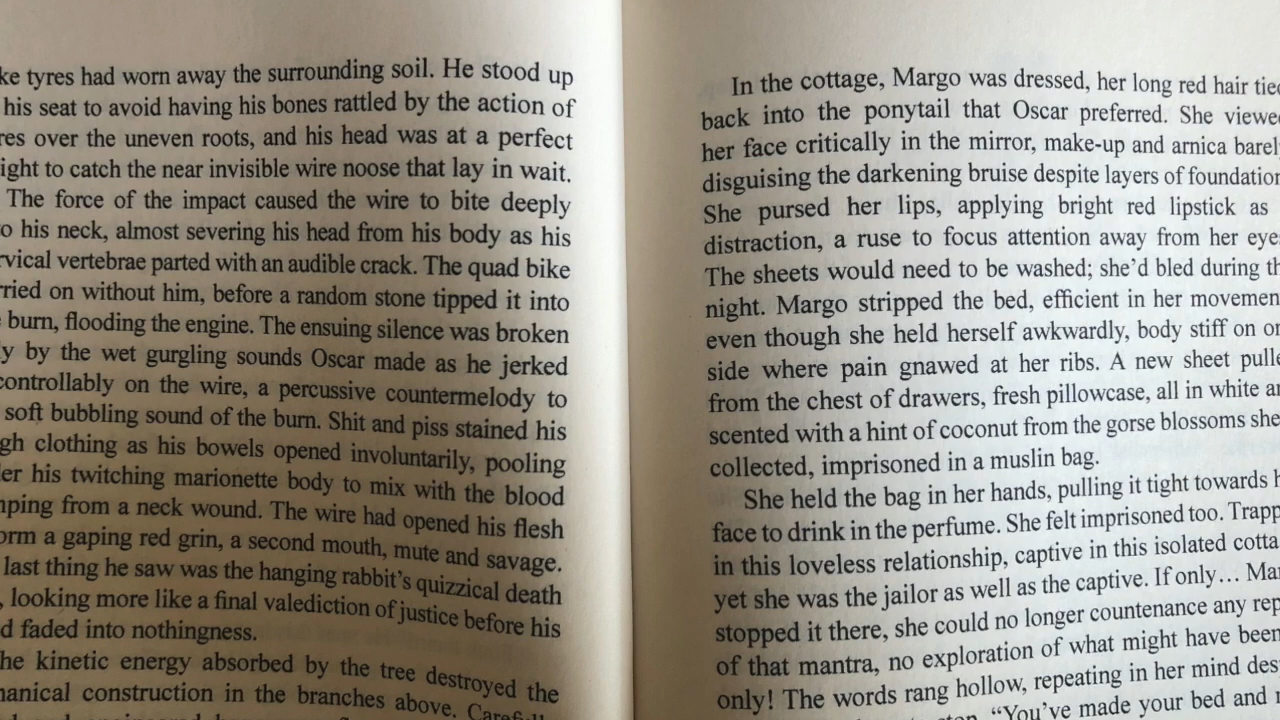 ke tyres had worn away the surrounding soil. He stood up
his seat to avoid having his bones rattled by the action of
res over the uneven roots, and his head was at a perfect
ight to catch the near invisible wire noose that lay in wait.
The force of the impact caused the wire to bite deeply
o his neck, almost severing his head from his body as his
rvical vertebrae parted with an audible crack. The quad bike
rried on without him, before a random stone tipped it into
burn, flooding the engine. The ensuing silence was broken
y by the wet gurgling sounds Oscar made as he jerked
controllably on the wire, a percussive countermelody to
soft bubbling sound of the burn. Shit and piss stained his
gh clothing as his bowels opened involuntarily, pooling
er his twitching marionette body to mix with the blood
nping from a neck wound. The wire had opened his flesh
orm a gaping red grin, a second mouth, mute and savage.
last thing he saw was the hanging rabbit's quizzical death
, looking more like a final valediction of justice before his
d faded into nothingness.
he kinetic energy absorbed by the tree destroyed the
hanical construction in the branches above.
In the cottage, Margo was dressed, her long red hair tied
back into the ponytail that Oscar preferred. She viewed
her face critically in the mirror, make-up and arnica barel
disguising the darkening bruise despite layers of foundation
She pursed her lips, applying bright red lipstick as
distraction, a ruse to focus attention away from her eye
The sheets would need to be washed; she'd bled during th
night. Margo stripped the bed, efficient in her movemen
even though she held herself awkwardly, body stiff on on
side where pain gnawed at her ribs. A new sheet pulle
from the chest of drawers, fresh pillowcase, all in white an
scented with a hint of coconut from the gorse blossoms she
collected, imprisoned in a muslin bag.
She held the bag in her hands, pulling it tight towards h
face to drink in the perfume. She felt imprisoned too. Trapp
in this loveless relationship, captive in this isolated cotta
yet she was the jailor as well as the captive. If only… Mar
stopped it there, she could no longer countenance any rep
of that mantra, no exploration of what might have been
only! The words rang hollow, repeating in her mind des
"You've made your bed and